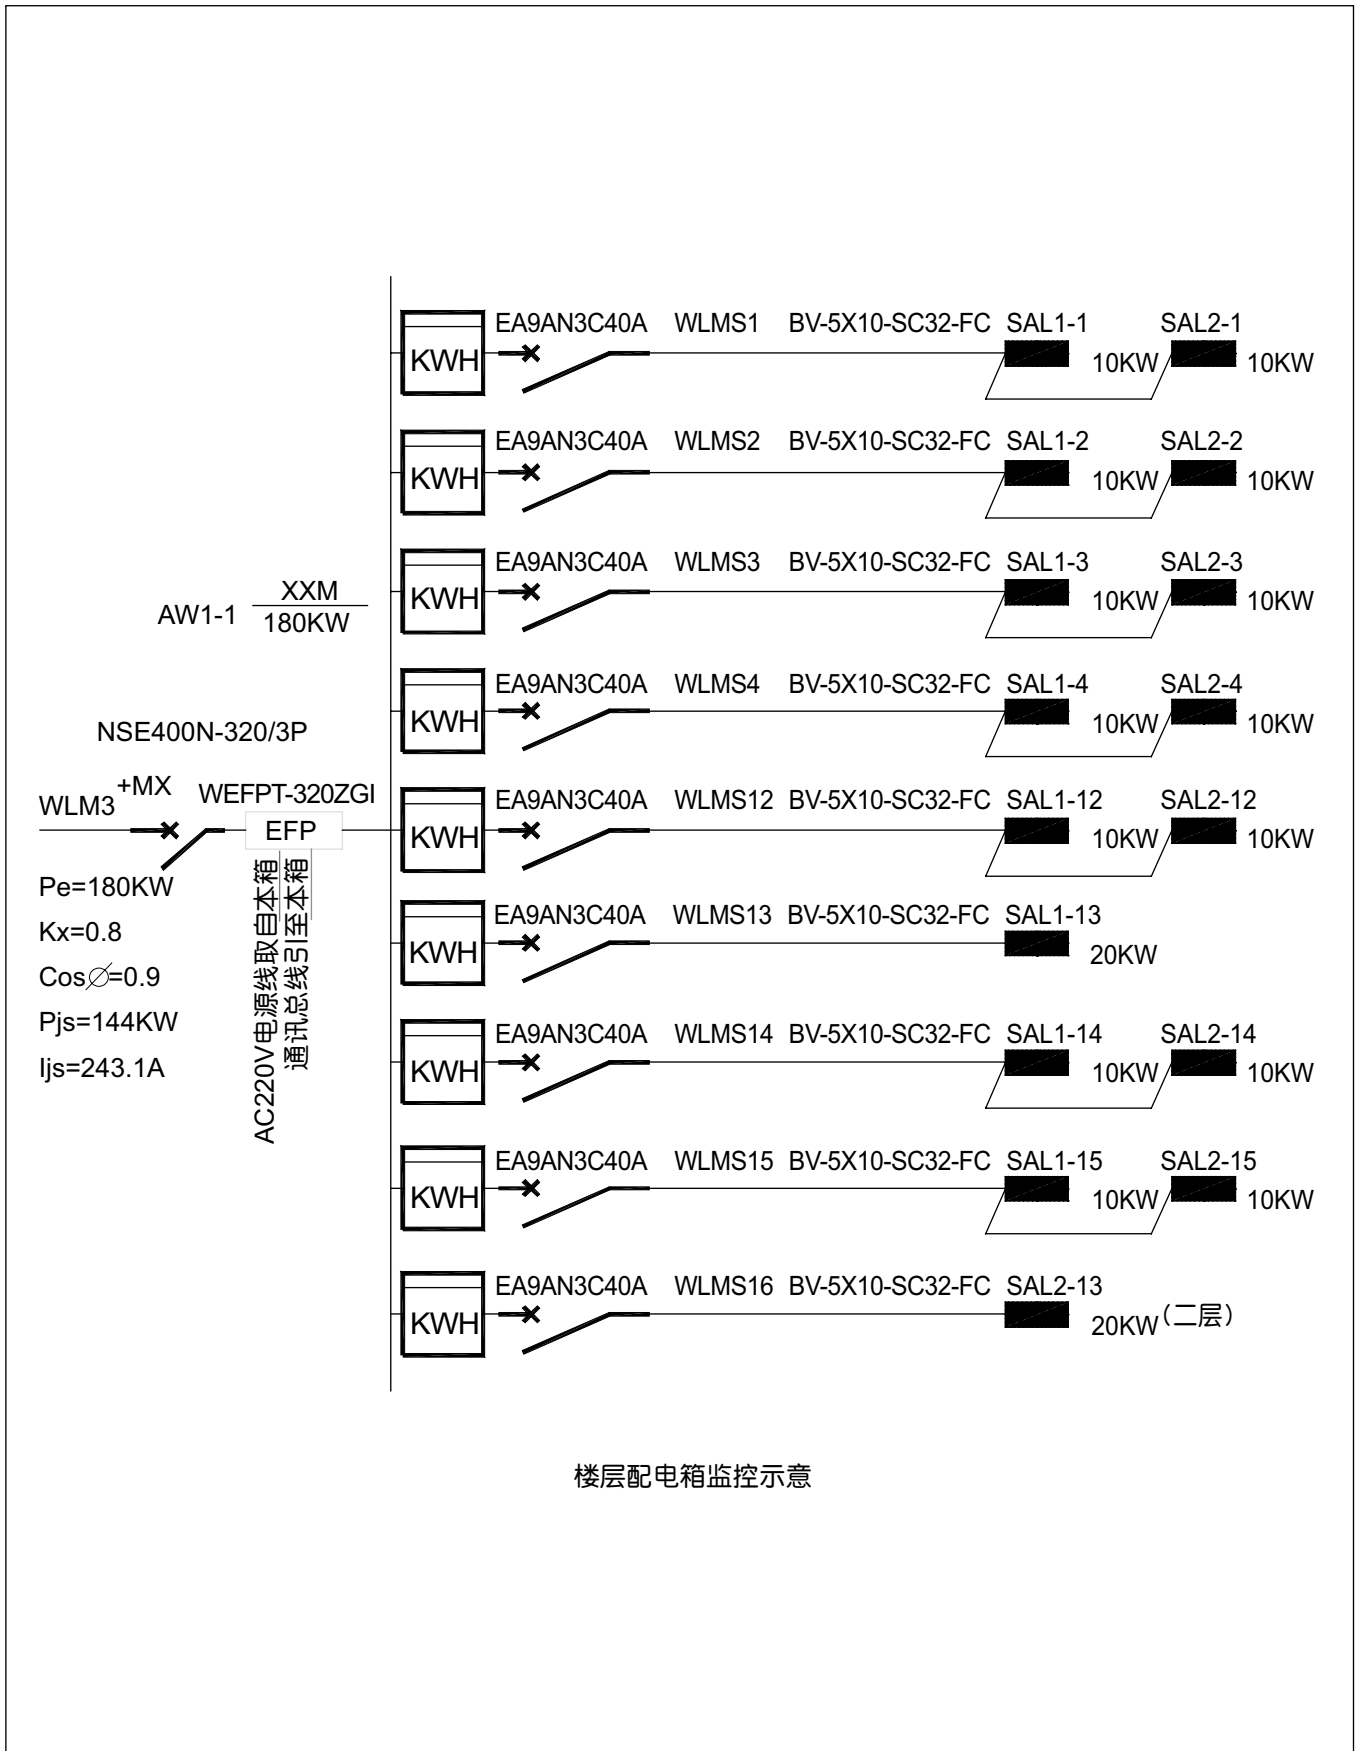 EA9AN3C40A WLMS1 BV-5X10-SC32-FC SAL1-1 SAL2-1
KWH 10KW 10KW
EA9AN3C40A WLMS2 BV-5X10-SC32-FC SAL1-2 SAL2-2
KWH 10KW 10KW
EA9AN3C40A WLMS3 BV-5X10-SC32-FC SAL1-3 SAL2-3
KWH 10KW 10KW
AW1-1 XXM
180KW
EA9AN3C40A WLMS4 BV-5X10-SC32-FC SAL1-4 SAL2-4
KWH 10KW 10KW
NSE400N-320/3P
WLM3 +MX WEFPT-320ZGI
EFP
EA9AN3C40A WLMS12 BV-5X10-SC32-FC SAL1-12 SAL2-12
KWH 10KW 10KW
Pe=180KW
Kx=0.8
Cos∅=0.9
Pjs=144KW
Ijs=243.1A
AC220V电源线取自本箱
通讯总线引至本箱
EA9AN3C40A WLMS13 BV-5X10-SC32-FC SAL1-13
KWH 20KW
EA9AN3C40A WLMS14 BV-5X10-SC32-FC SAL1-14 SAL2-14
KWH 10KW 10KW
EA9AN3C40A WLMS15 BV-5X10-SC32-FC SAL1-15 SAL2-15
KWH 10KW 10KW
EA9AN3C40A WLMS16 BV-5X10-SC32-FC SAL2-13
KWH 20KW(二层)
楼层配电箱监控示意